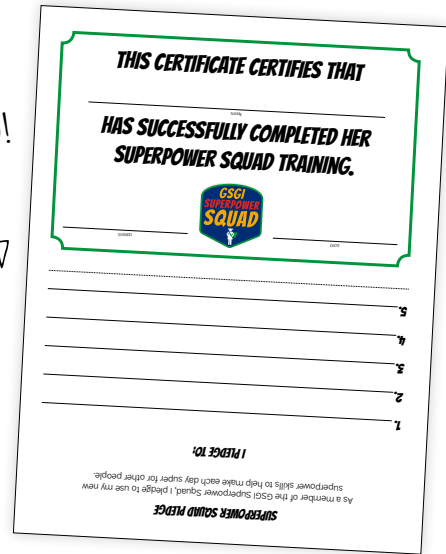 THIS CERTIFICATE CERTIFIES THAT
NAME
HAS SUCCESSFULLY COMPLETED HER
SUPERPOWER SQUAD TRAINING.
GSGI
SUPERPOWER
SQUAD
SIGNED
DATE
SUPERPOWER SQUAD PLEDGE
As a member of the GSGI Superpower Squad, I pledge to use my new
superpower skills to help make each day super for other people.
I PLEDGE TO:
1.
2.
3.
4.
5.